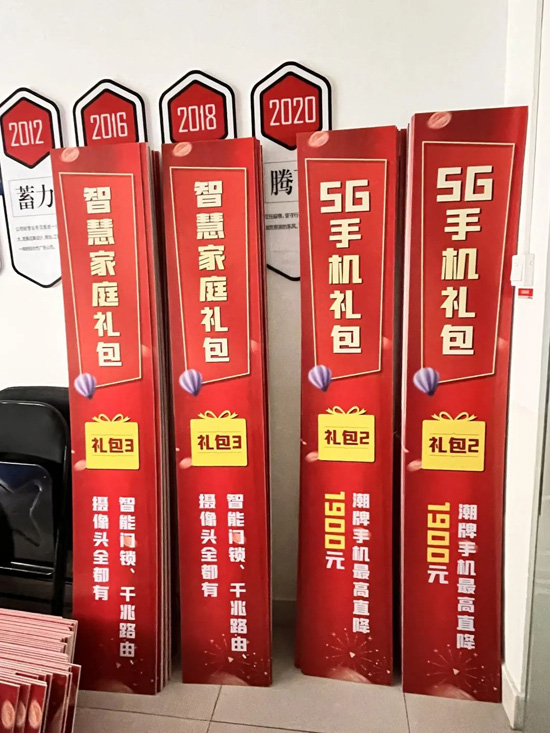 2012
2016
2018
2020
蓄力
腾
智慧家庭礼包
礼包3
智能门锁、千兆路由、
摄像头全都有
智慧家庭礼包
礼包3
智能门锁、千兆路由、
摄像头全都有
5G手机礼包
礼包2
潮牌手机最高直降
1900元
5G手机礼包
礼包2
潮牌手机最高直降
1900元